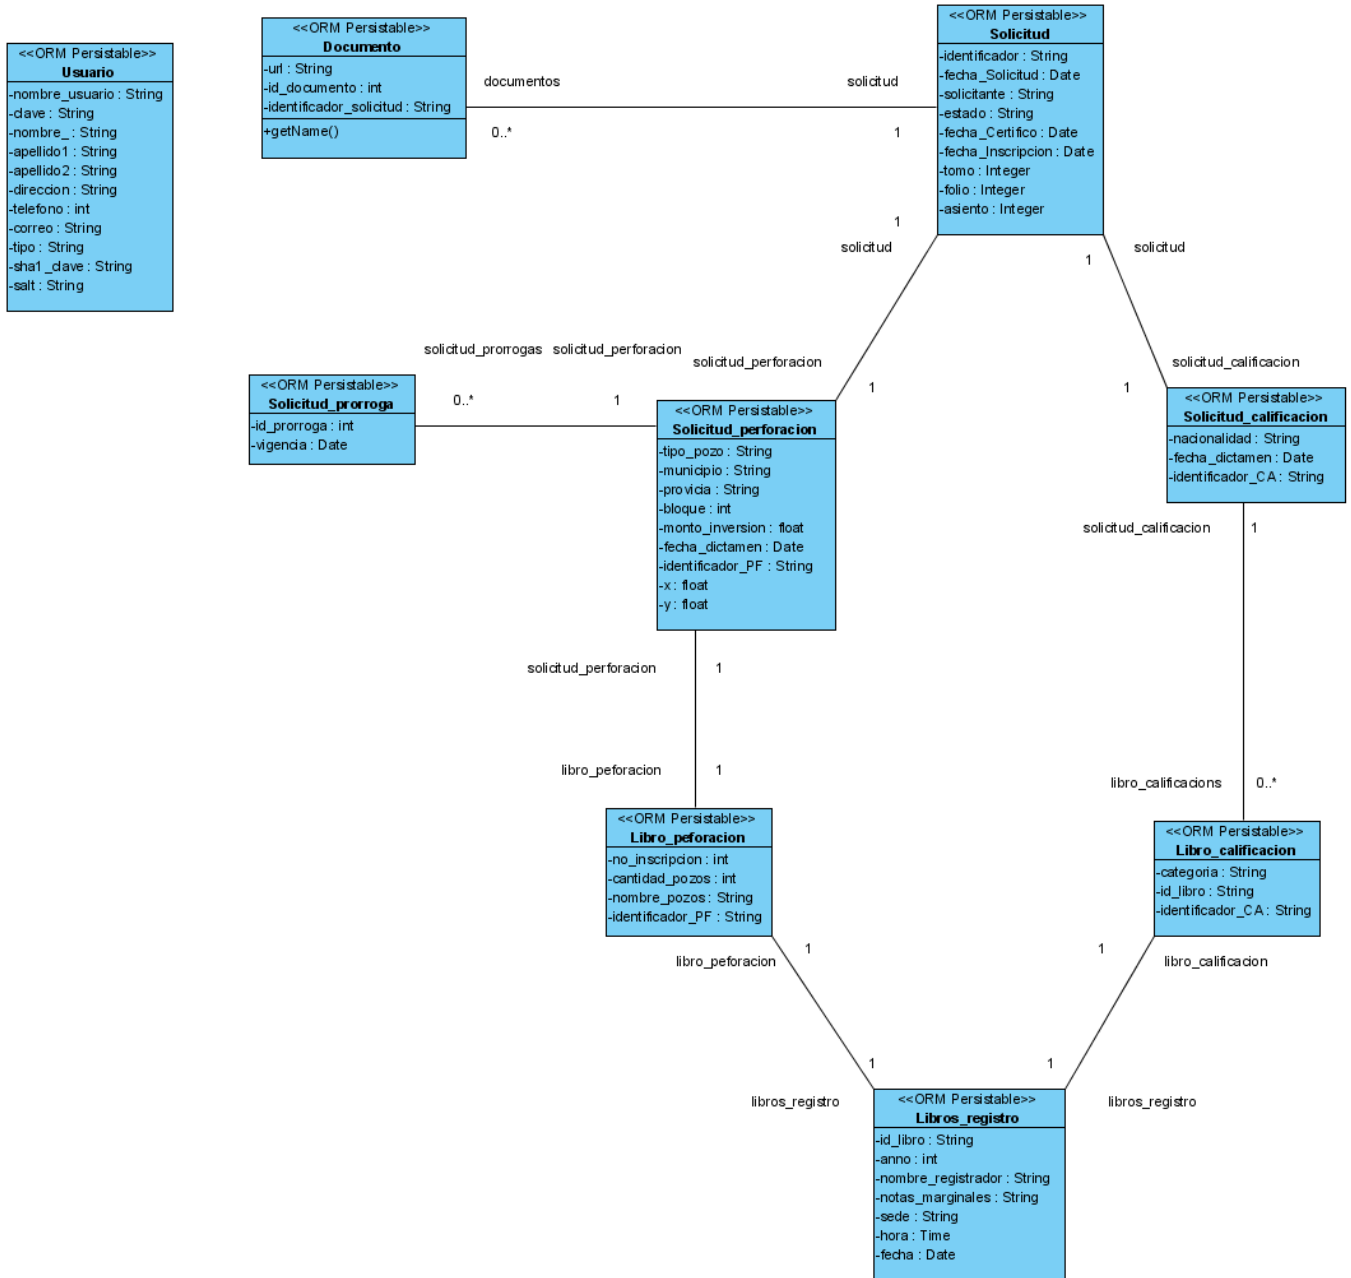 <<ORM Persistable>>
Usuario
-nombre_usuario : String
-clave : String
-nombre_ : String
-apellido1 : String
-apellido2 : String
-direccion : String
-telefono : int
-correo : String
-tipo : String
-sha1_clave : String
-salt : String
<<ORM Persistable>>
Documento
-url : String
-id_documento : int
-identificador_solicitud : String
+getName()
documentos
0..*
solicitud
1
<<ORM Persistable>>
Solicitud
-identificador : String
-fecha_Solicitud : Date
-solicitante : String
-estado : String
-fecha_Certifico : Date
-fecha_Inscripcion : Date
-tomo : Integer
-folio : Integer
-asiento : Integer
1
solicitud
1
solicitud
solicitud_prorrogas
solicitud_perforacion
solicitud_perforacion
solicitud_calificacion
0..*
1
1
1
<<ORM Persistable>>
Solicitud_prorroga
-id_prorroga : int
-vigencia : Date
<<ORM Persistable>>
Solicitud_perforacion
-tipo_pozo : String
-municipio : String
-provicia : String
-bloque : int
-monto_inversion : float
-fecha_dictamen : Date
-identificador_PF : String
-x : float
-y : float
<<ORM Persistable>>
Solicitud_calificacion
-nacionalidad : String
-fecha_dictamen : Date
-identificador_CA : String
solicitud_calificacion
1
solicitud_perforacion
1
libro_peforacion
1
libro_calificacions
0..*
<<ORM Persistable>>
Libro_peforacion
-no_inscripcion : int
-cantidad_pozos : int
-nombre_pozos : String
-identificador_PF : String
<<ORM Persistable>>
Libro_calificacion
-categoria : String
-id_libro : String
-identificador_CA : String
1
libro_peforacion
1
libro_calificacion
1
libros_registro
1
libros_registro
<<ORM Persistable>>
Libros_registro
-id_libro : String
-anno : int
-nombre_registrador : String
-notas_marginales : String
-sede : String
-hora : Time
-fecha : Date